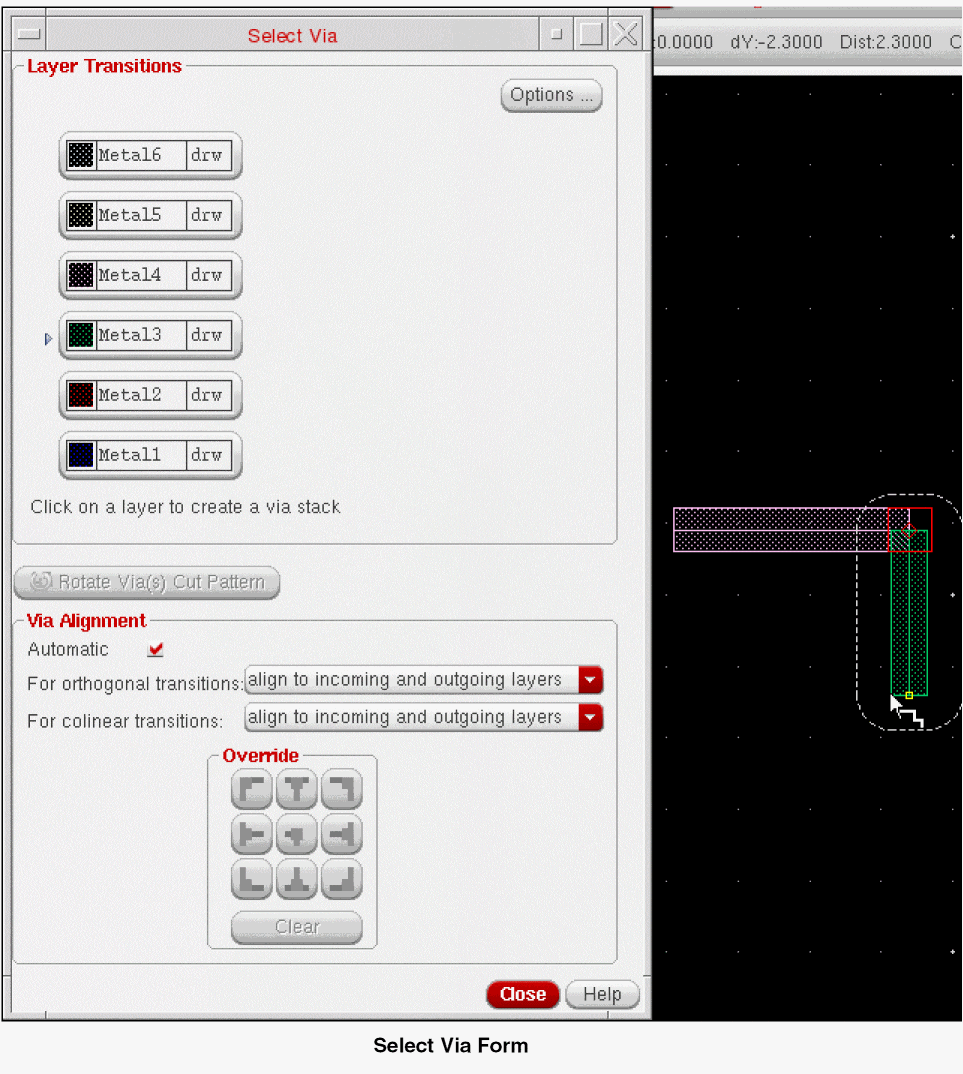 Select Via
:0.0000 dY:-2.3000 Dist:2.3000 C
Layer Transitions
Options ...
Metal6 drw
Metal5 drw
Metal4 drw
Metal3 drw
Metal2 drw
Metal1 drw
Click on a layer to create a via stack
Rotate Via(s) Cut Pattern
Via Alignment
Automatic
For orthogonal transitions: align to incoming and outgoing layers
For colinear transitions: align to incoming and outgoing layers
Override
Clear
Close Help
Select Via Form